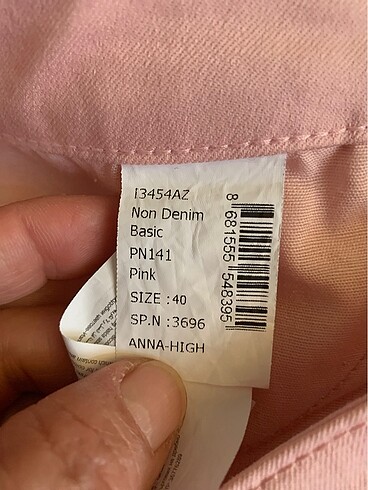 I3454AZ
Non Denim
Basic
PN141
Pink
SIZE : 40
SP.N : 3696
ANNA-HIGH
8 681555 548395